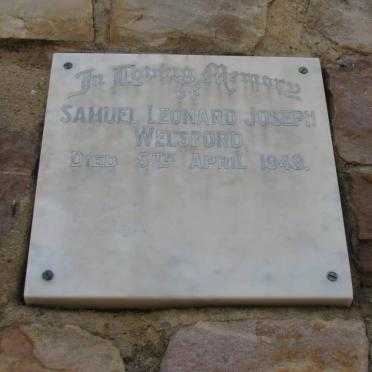 In Loving Memory
of
SAMUEL LEONARD JOSEPH
WELSFORD
DIED 5TH APRIL 1949.